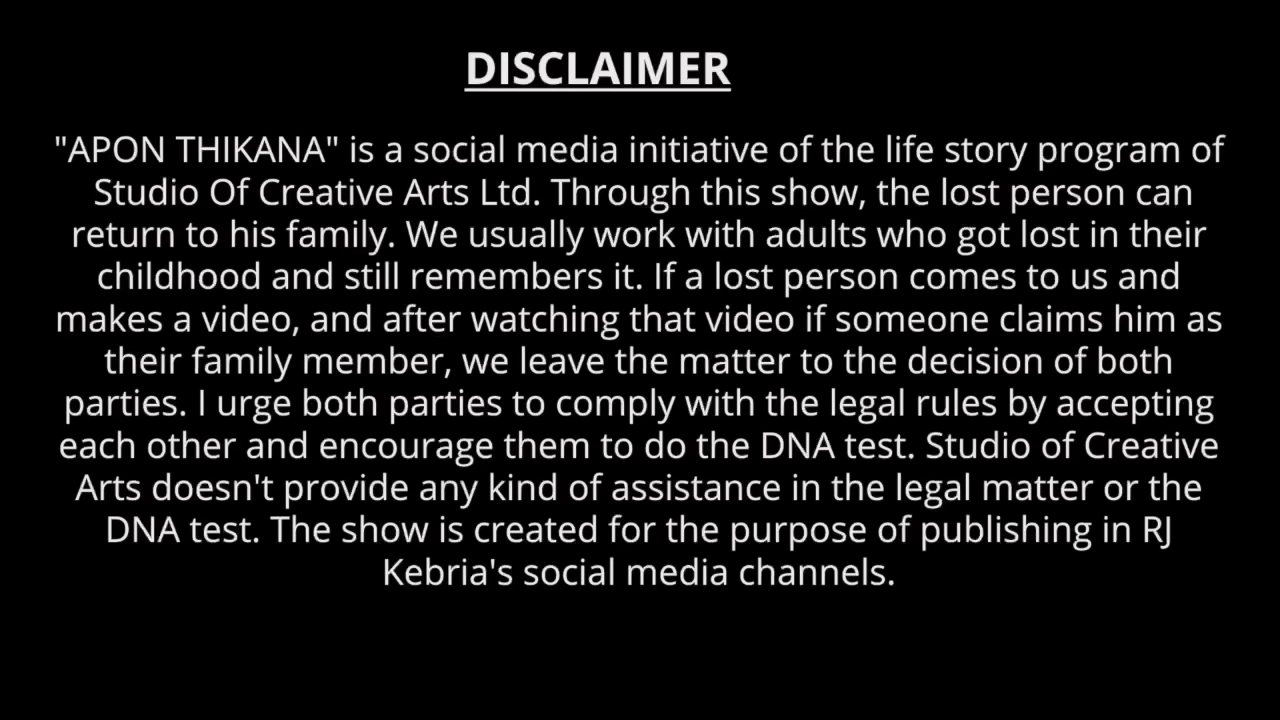 DISCLAIMER
"APON THIKANA" is a social media initiative of the life story program of
Studio Of Creative Arts Ltd. Through this show, the lost person can
return to his family. We usually work with adults who got lost in their
childhood and still remembers it. If a lost person comes to us and
makes a video, and after watching that video if someone claims him as
their family member, we leave the matter to the decision of both
parties. I urge both parties to comply with the legal rules by accepting
each other and encourage them to do the DNA test. Studio of Creative
Arts doesn't provide any kind of assistance in the legal matter or the
DNA test. The show is created for the purpose of publishing in RJ
Kebria's social media channels.